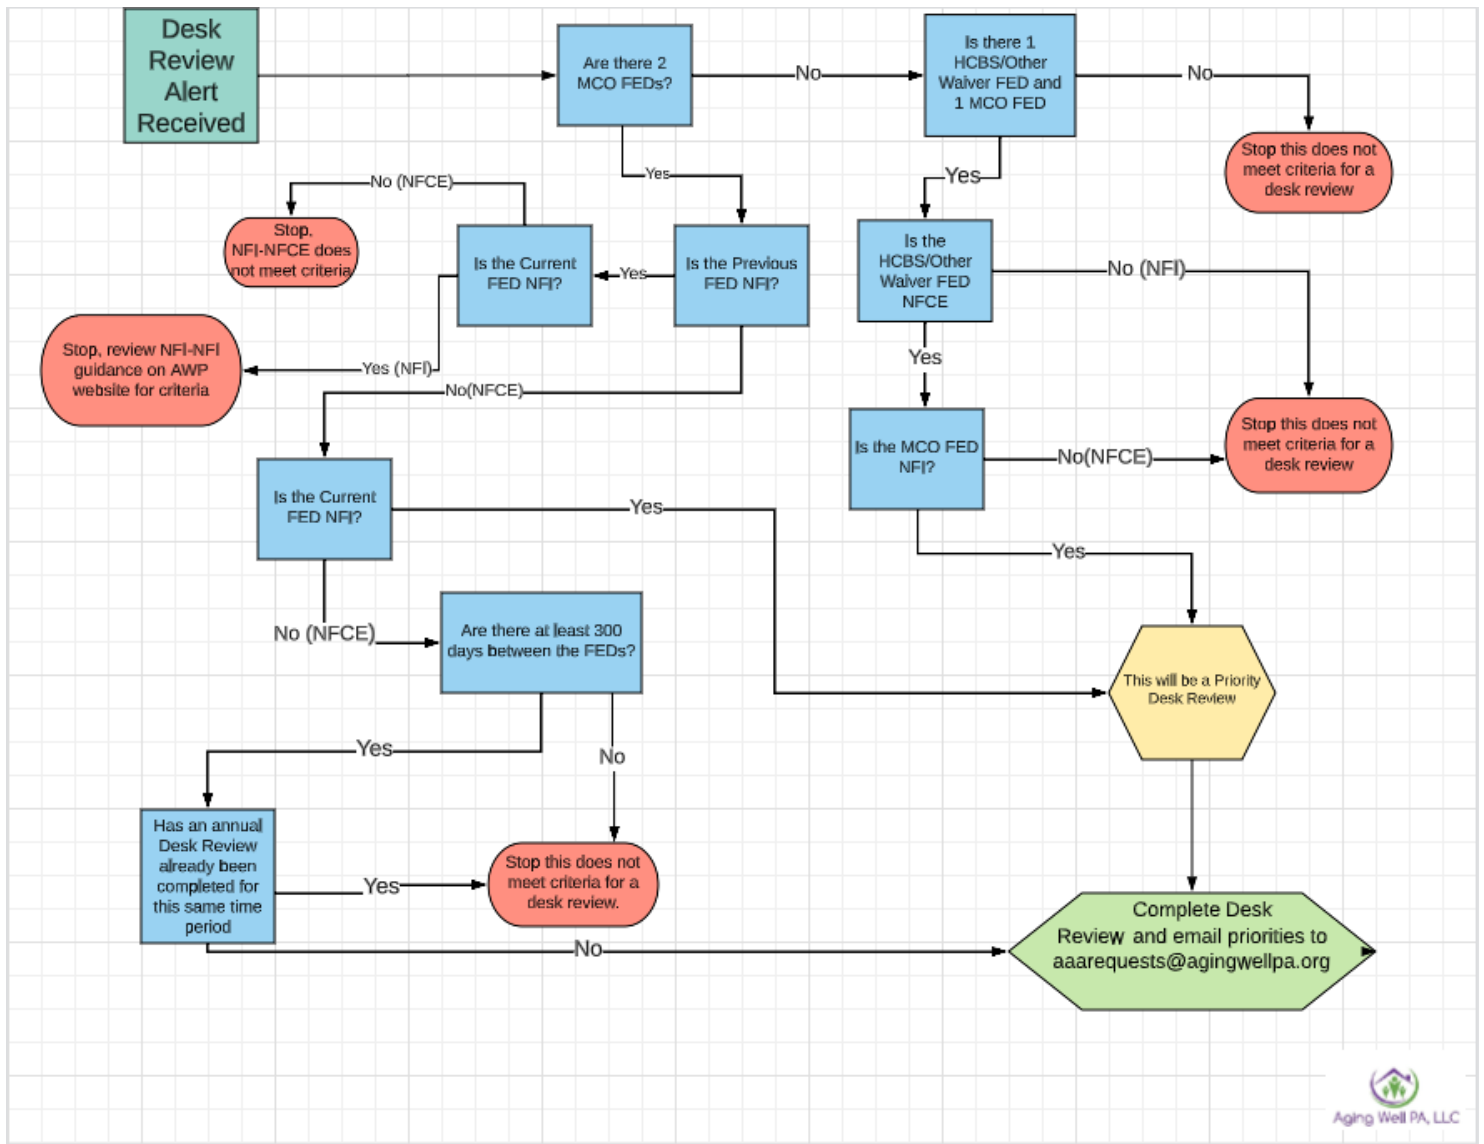 Desk
Review
Alert
Received
Are there 2
MCO FEDs?
No
Is there 1
HCBS/Other
Waiver FED and
1 MCO FED
No
Stop this does not
meet criteria for a
desk review
Yes
Yes
No (NFCE)
Stop,
NFI-NFCE does
not meet criteria
Is the Current
FED NFI?
Yes
Is the Previous
FED NFI?
Is the
HCBS/Other
Waiver FED
NFCE
No (NFI)
Stop, review NFI-NFI
guidance on AWP
website for criteria
Yes (NFI)
No(NFCE)
Yes
Is the MCO FED
NFI?
No(NFCE)
Stop this does not
meet criteria for a
desk review
Is the Current
FED NFI?
Yes
Yes
No (NFCE)
Are there at least 300
days between the FEDs?
This will be a Priority
Desk Review
Yes
No
Has an annual
Desk Review
already been
completed for
this same time
period
Yes
Stop this does not
meet criteria for a
desk review.
No
Complete Desk
Review and email priorities to
aaarequests@agingwellpa.org
Aging Well PA, LLC